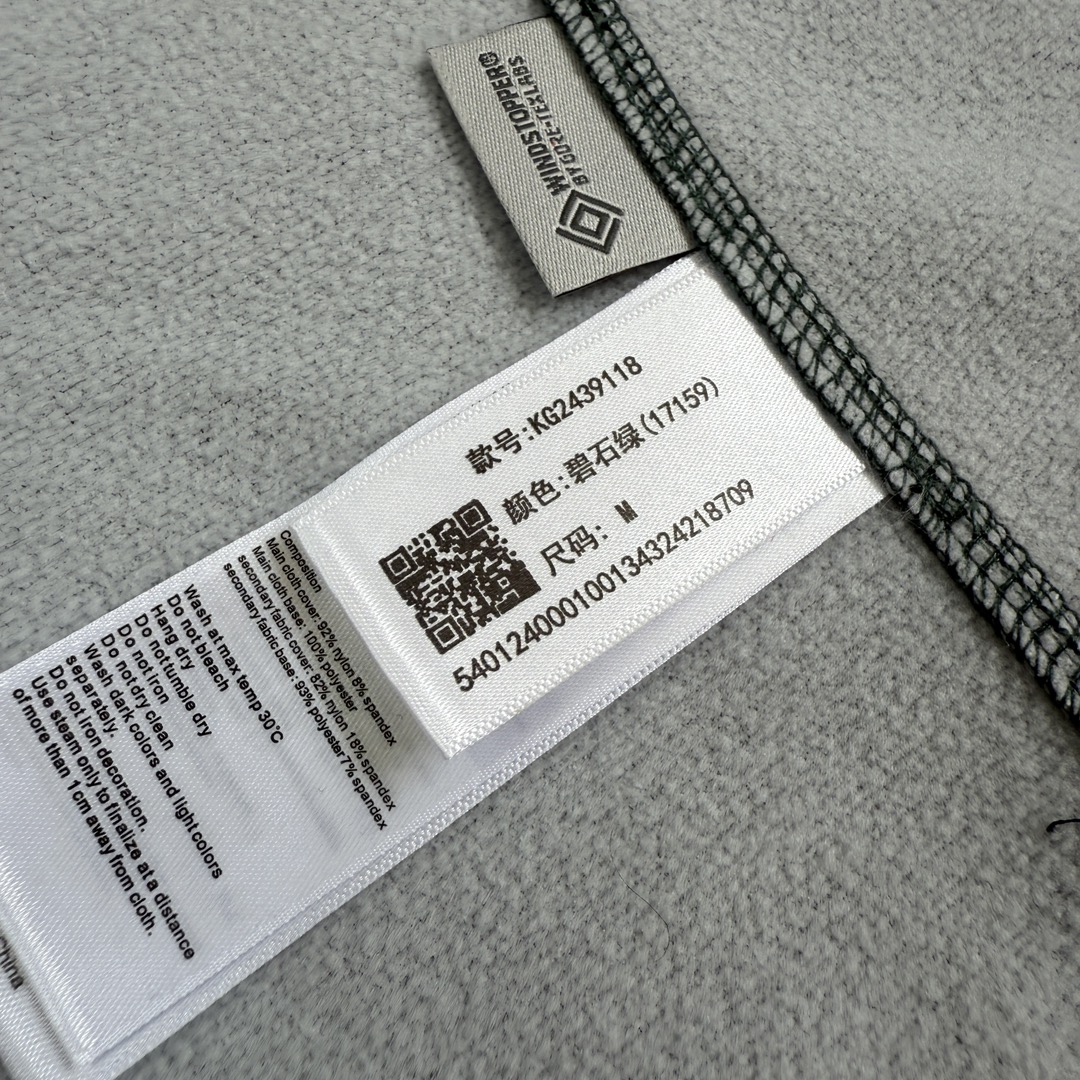 WINDSTOPPER®
BY GORE-TEX LABS
款号:KG2439118
颜色:碧石绿(17159)
尺码: M
54012400010013432421​8709
Composition
Main cloth cover: 92% nylon 8% spandex
Main cloth base: 100% polyester
secondary fabric cover: 82% nylon 18% spandex
secondary fabric base: 93% polyester 7% spandex
Wash at max temp 30℃
Do not bleach
Hang dry
Do not tumble dry
Do not iron
Do not dry clean
Wash dark colors and light colors
separately.
Do not iron decoration.
Use steam only to finalize at a distance
of more than 1cm away from cloth.
China